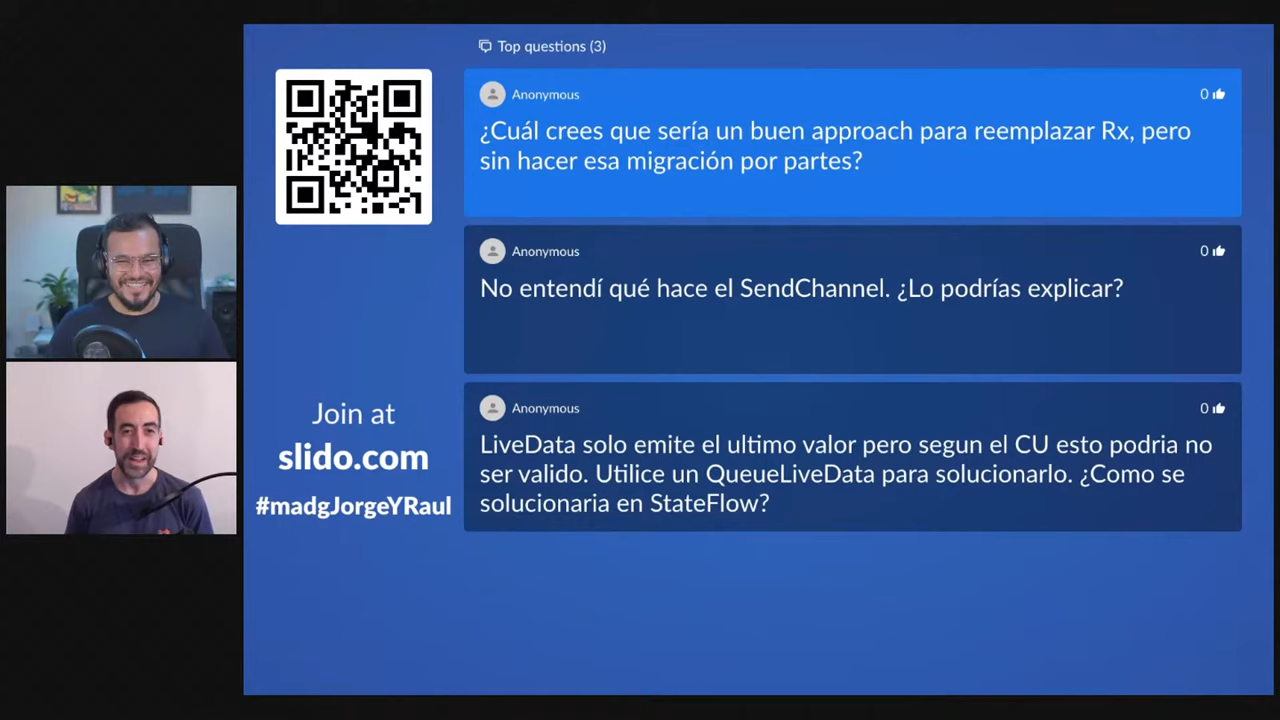 Top questions (3)
Anonymous
0
¿Cuál crees que sería un buen approach para reemplazar Rx, pero
sin hacer esa migración por partes?
Anonymous
0
No entendí qué hace el SendChannel. ¿Lo podrías explicar?
Anonymous
0
LiveData solo emite el ultimo valor pero segun el CU esto podria no
ser valido. Utilice un QueueLiveData para solucionarlo. ¿Como se
solucionaria en StateFlow?
Join at
slido.com
#madgJorgeYRaul